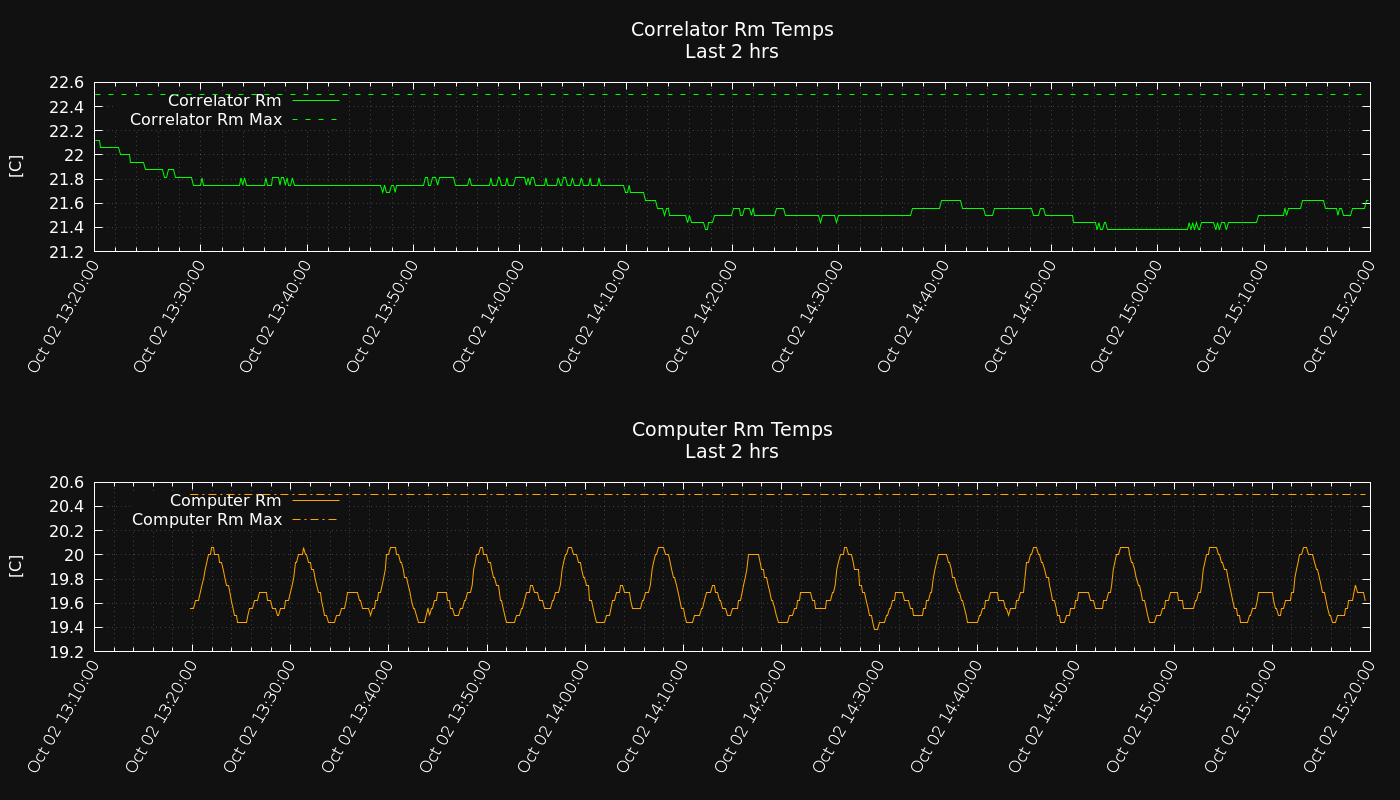 Correlator Rm Temps
Last 2 hrs
22.6
22.4
22.2
22
21.8
21.6
21.4
21.2
[C]
Correlator Rm
Correlator Rm Max
Oct 02 13:20:00
Oct 02 13:30:00
Oct 02 13:40:00
Oct 02 13:50:00
Oct 02 14:00:00
Oct 02 14:10:00
Oct 02 14:20:00
Oct 02 14:30:00
Oct 02 14:40:00
Oct 02 14:50:00
Oct 02 15:00:00
Oct 02 15:10:00
Oct 02 15:20:00
Computer Rm Temps
Last 2 hrs
20.6
20.4
20.2
20
19.8
19.6
19.4
19.2
[C]
Computer Rm
Computer Rm Max
Oct 02 13:10:00
Oct 02 13:20:00
Oct 02 13:30:00
Oct 02 13:40:00
Oct 02 13:50:00
Oct 02 14:00:00
Oct 02 14:10:00
Oct 02 14:20:00
Oct 02 14:30:00
Oct 02 14:40:00
Oct 02 14:50:00
Oct 02 15:00:00
Oct 02 15:10:00
Oct 02 15:20:00